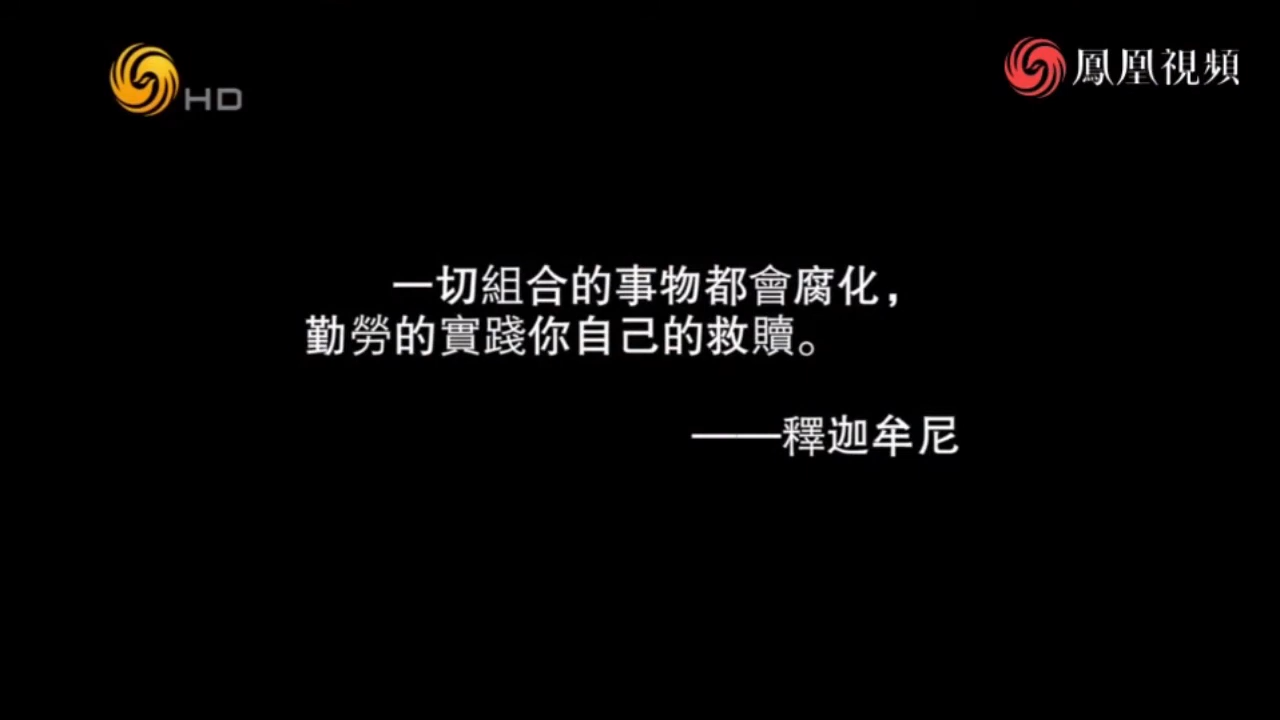 HD
鳳凰視頻
一切組合的事物都會腐化，
勤勞的實踐你自己的救贖。
——釋迦牟尼